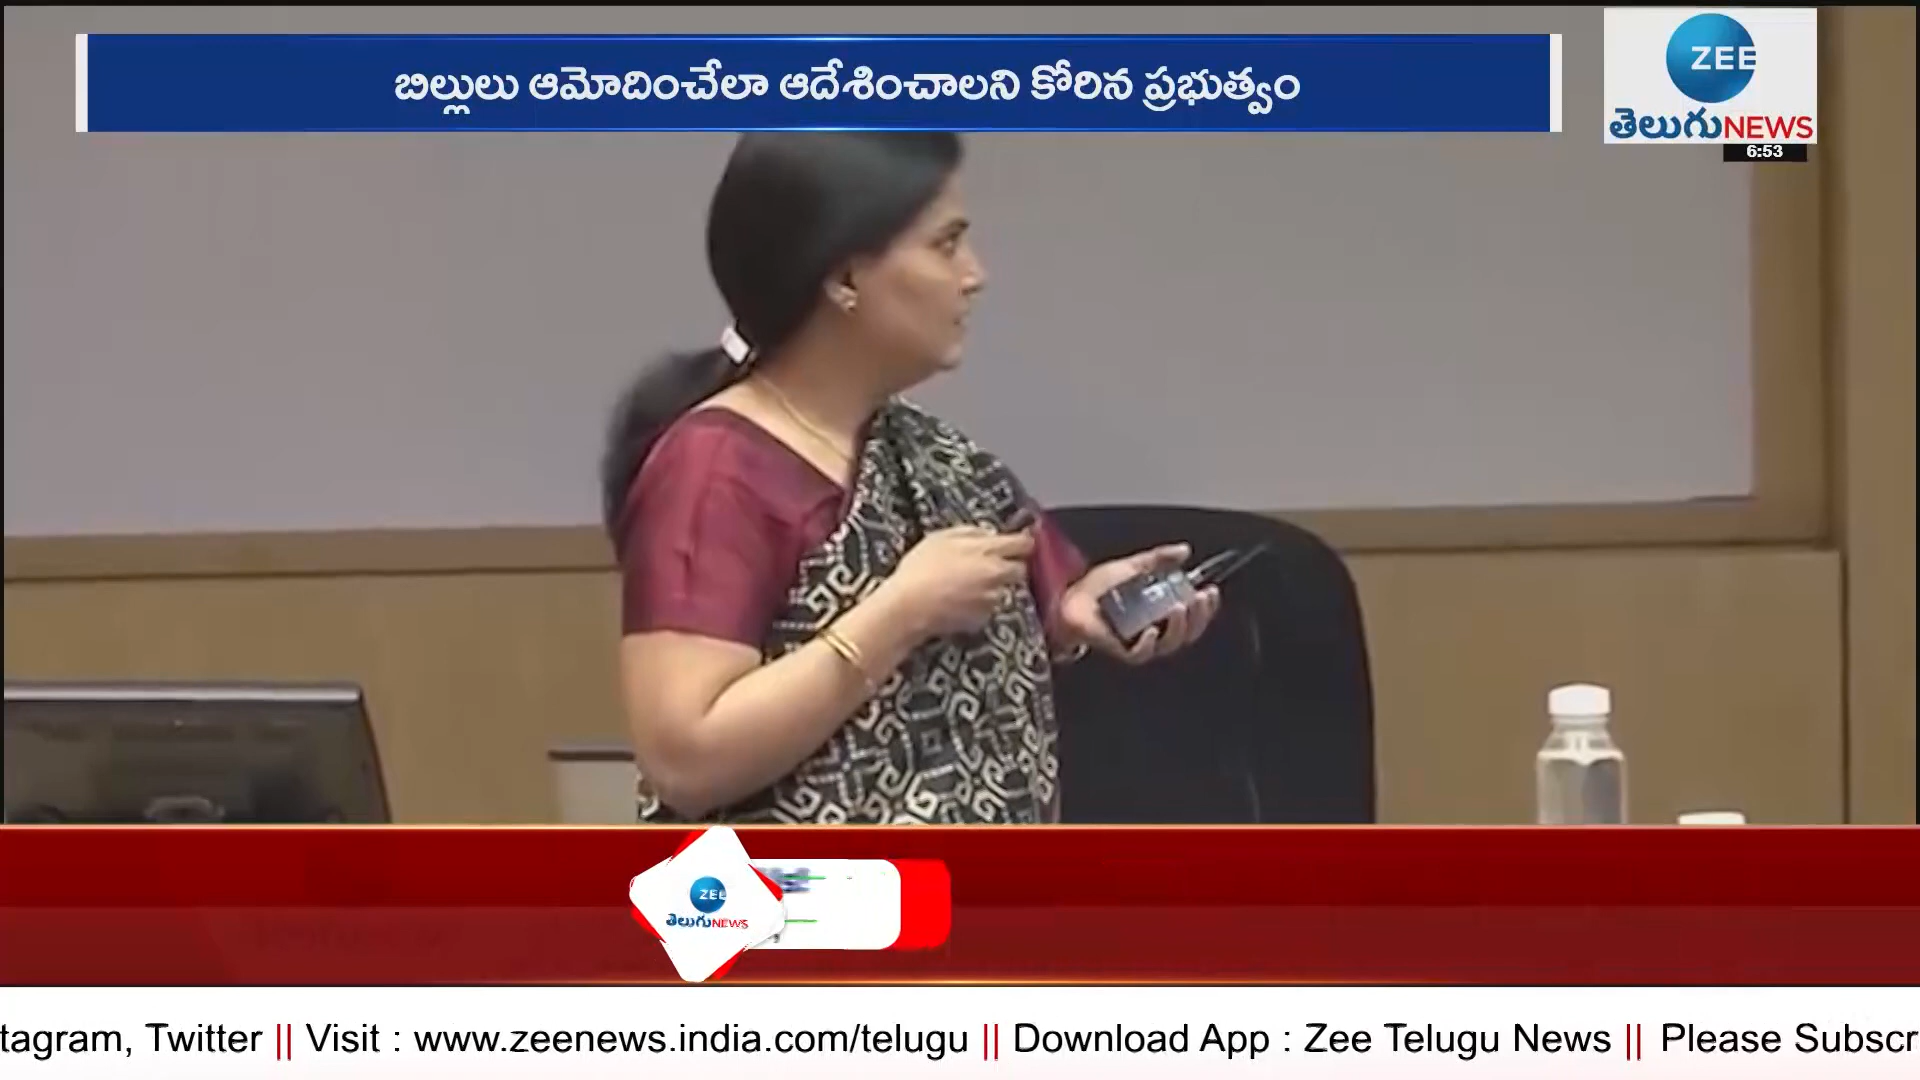 బిల్లులు ఆమోదించేలా ఆదేశించాలని కోరిన ప్రభుత్వం
ZEE
తెలుగు NEWS
6:53
ZEE
తెలుగు NEWS
tagram, Twitter || Visit : www.zeenews.india.com/telugu || Download App : Zee Telugu News || Please Subscr